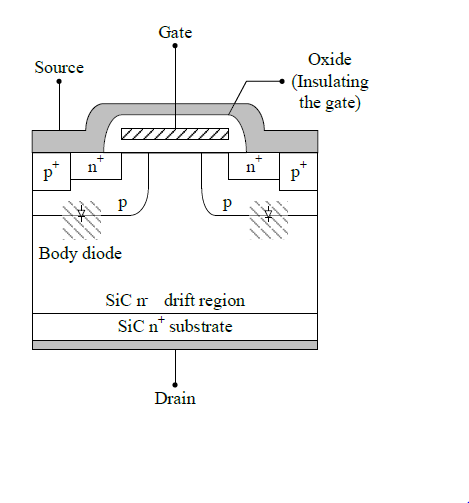 Gate
Source
Oxide
(Insulating
the gate)
p⁺ n⁺ n⁺ p⁺
p p
Body diode
SiC n⁻ drift region
SiC n⁺ substrate
Drain